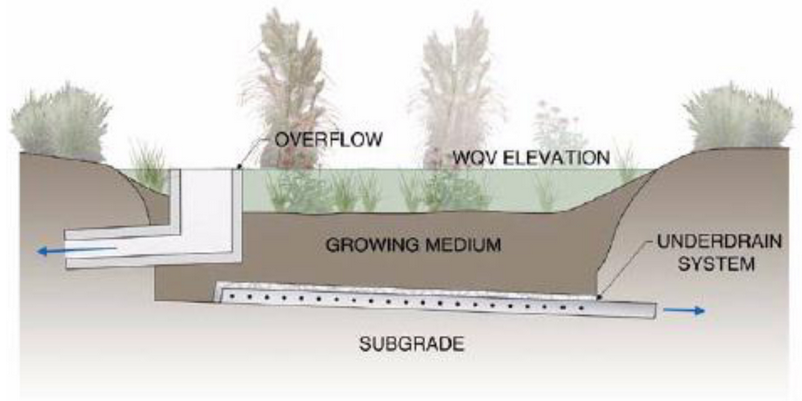 OVERFLOW
WQV ELEVATION
GROWING MEDIUM
UNDERDRAIN
SYSTEM
SUBGRADE